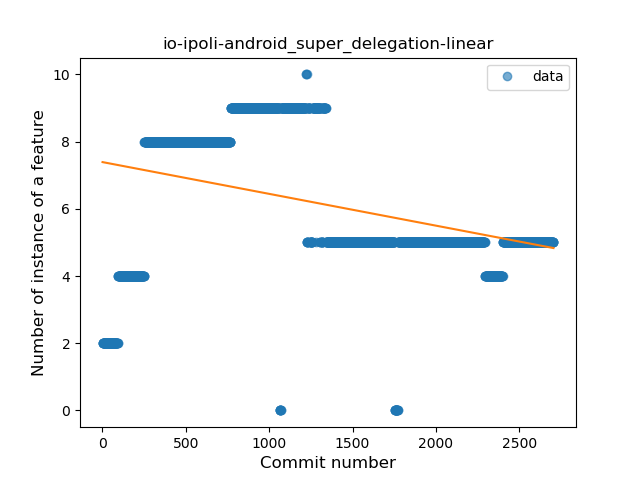 io-ipoli-android_super_delegation-linear
data
Number of instance of a feature
10
8
6
4
2
0
0 500 1000 1500 2000 2500
Commit number